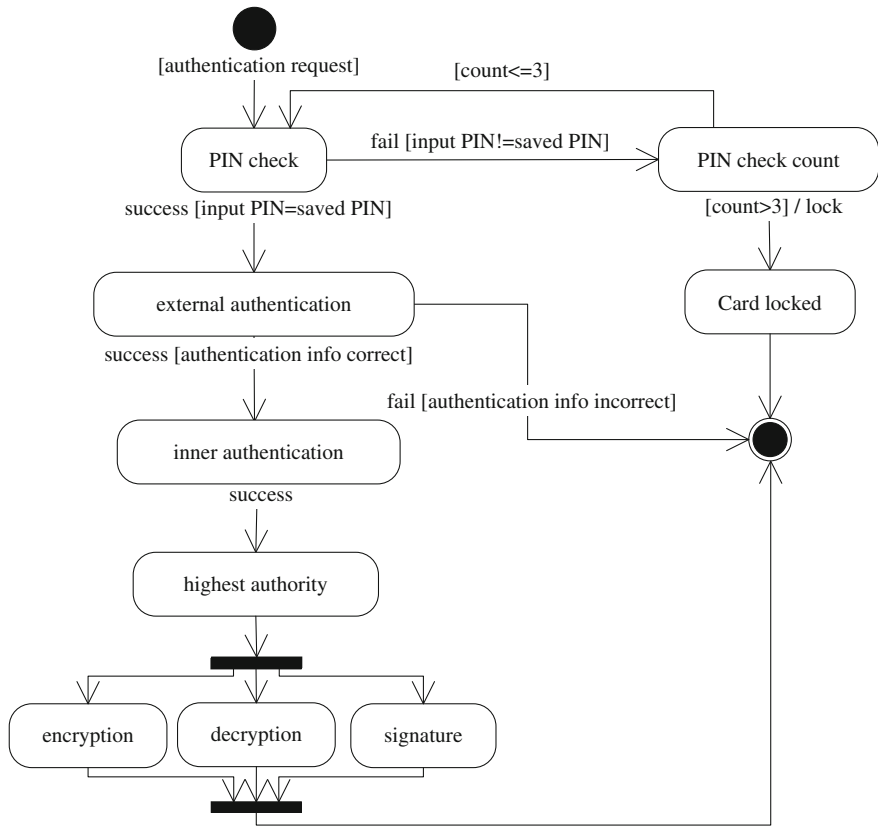 [authentication request]
[count<=3]
PIN check
fail [input PIN!=saved PIN]
PIN check count
success [input PIN=saved PIN]
[count>3] / lock
external authentication
Card locked
success [authentication info correct]
fail [authentication info incorrect]
inner authentication
success
highest authority
encryption
decryption
signature